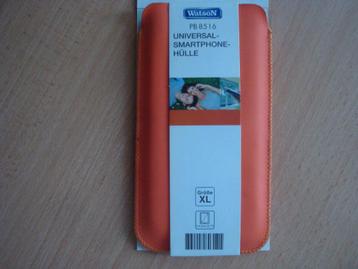 WATSON
PB 8516
UNIVERSAL-
SMARTPHONE-
HÜLLE
Größe
XL